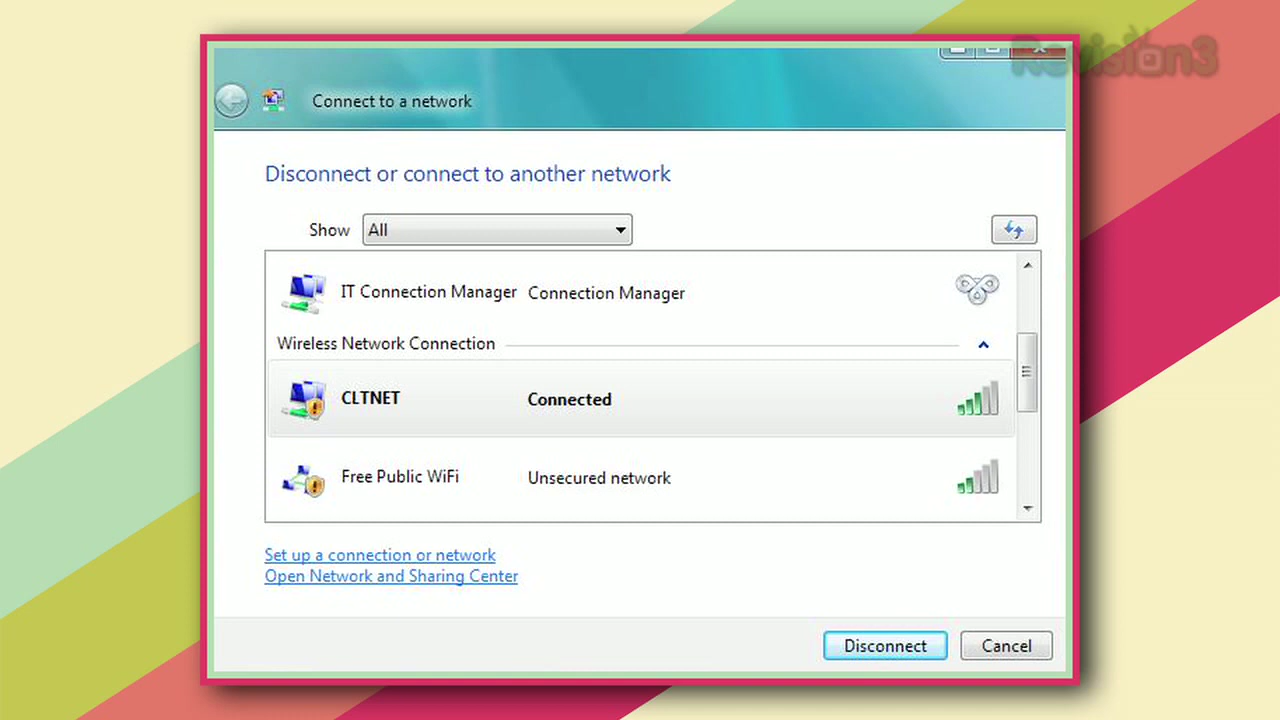 Revision3
Connect to a network
Disconnect or connect to another network
Show All
IT Connection Manager Connection Manager
Wireless Network Connection
CLTNET Connected
Free Public WiFi Unsecured network
Set up a connection or network
Open Network and Sharing Center
Disconnect Cancel